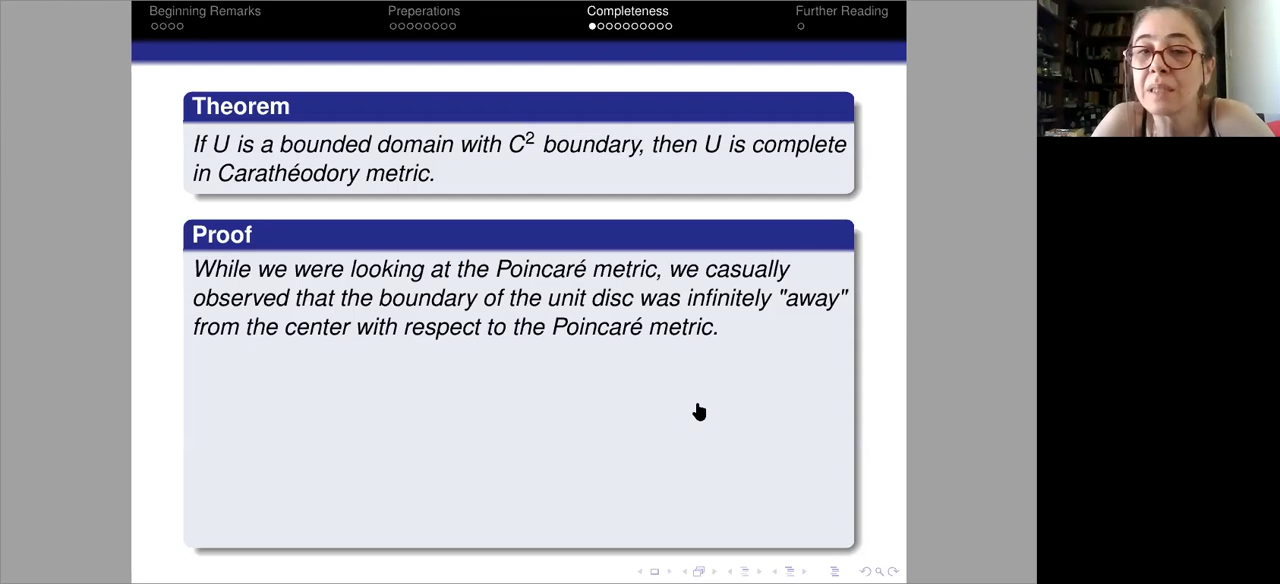 Beginning Remarks Preperations Completeness Further Reading
Theorem
If U is a bounded domain with C² boundary, then U is complete
in Carathéodory metric.
Proof
While we were looking at the Poincaré metric, we casually
observed that the boundary of the unit disc was infinitely "away"
from the center with respect to the Poincaré metric.